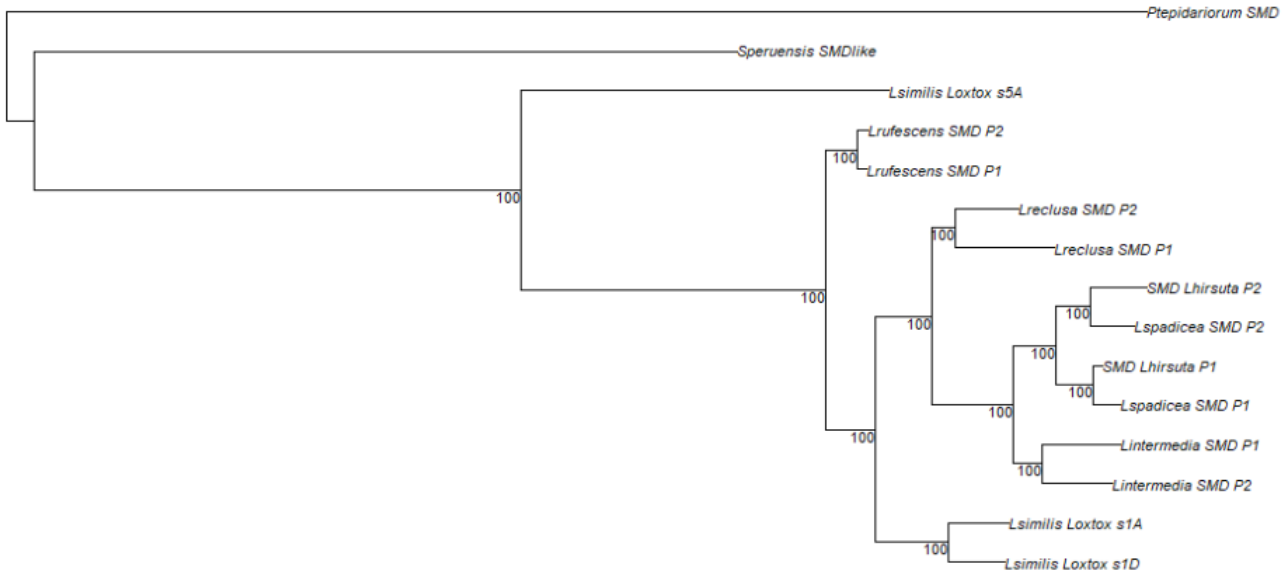 Ptepidariorum SMD
Speruensis SMDlike
Lsimilis Loxtox s5A
100
Lrufescens SMD P2
100
Lrufescens SMD P1
100
Lreclusa SMD P2
100
Lreclusa SMD P1
SMD Lhirsuta P2
100
Lspadicea SMD P2
100
100
SMD Lhirsuta P1
100
Lspadicea SMD P1
100
100
Lintermedia SMD P1
100
Lintermedia SMD P2
Lsimilis Loxtox s1A
100
Lsimilis Loxtox s1D